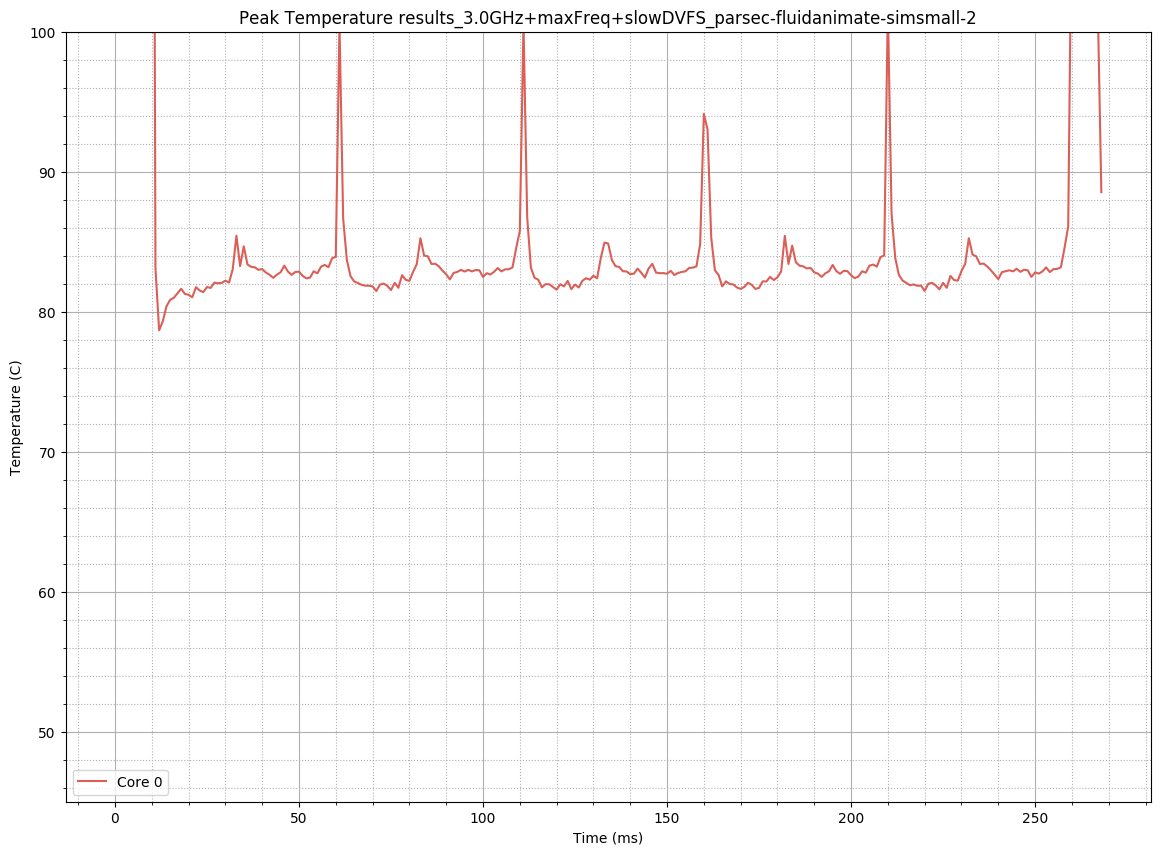 Peak Temperature results_3.0GHz+maxFreq+slowDVFS_parsec-fluidanimate-simsmall-2
100
90
80
70
60
50
Temperature (C)
Core 0
0 50 100 150 200 250
Time (ms)